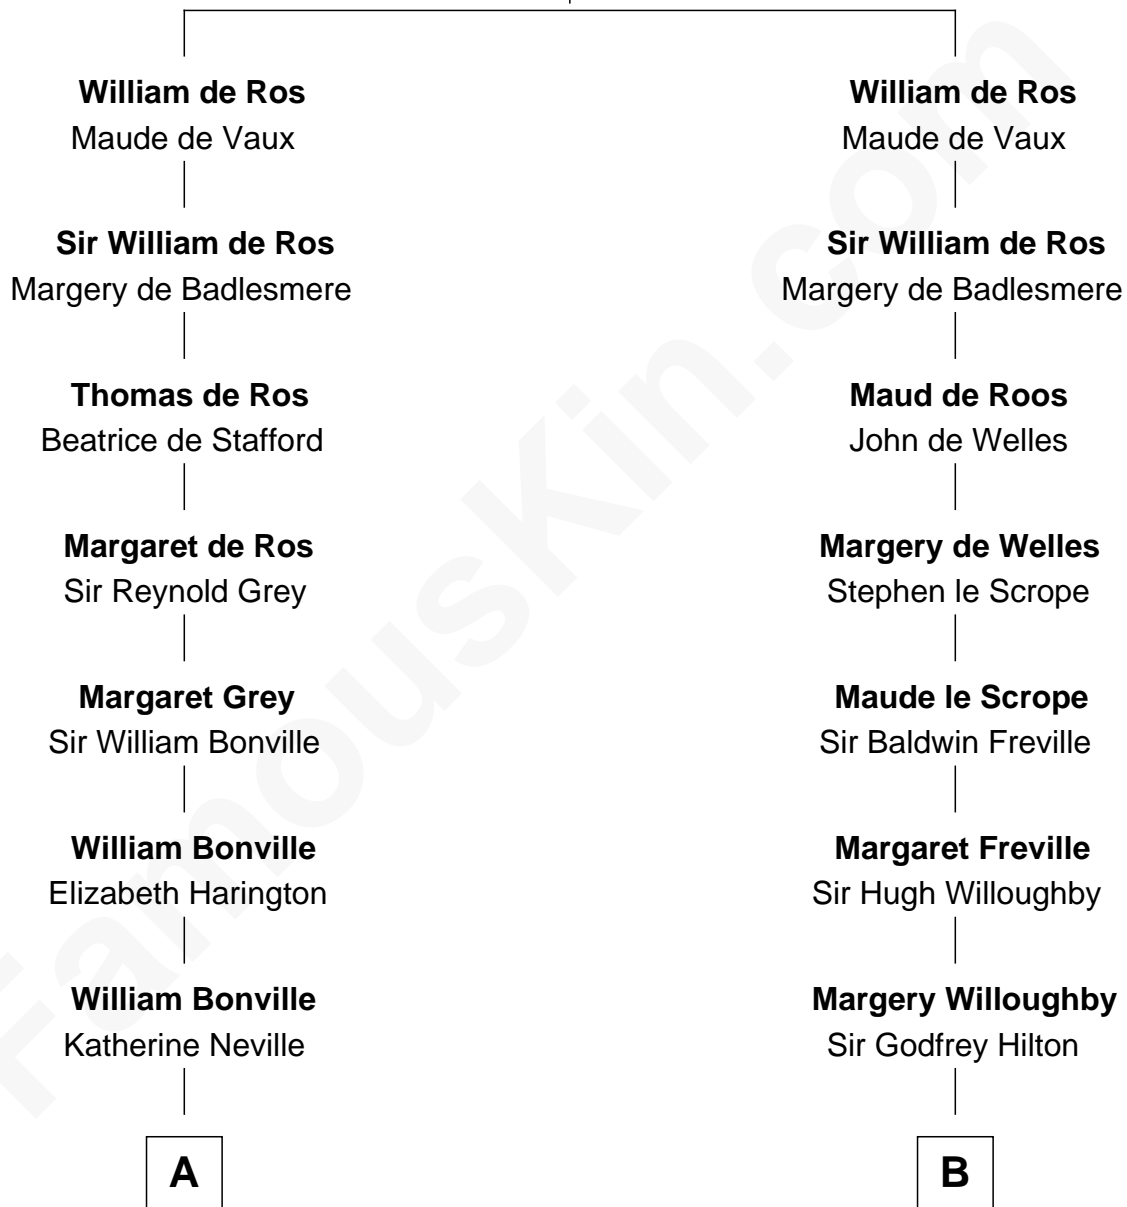 William de Ros
Maude de Vaux
Sir William de Ros
Margery de Badlesmere
Thomas de Ros
Beatrice de Stafford
Margaret de Ros
Sir Reynold Grey
Margaret Grey
Sir William Bonville
William Bonville
Elizabeth Harington
William Bonville
Katherine Neville
A
William de Ros
Maude de Vaux
Sir William de Ros
Margery de Badlesmere
Maud de Roos
John de Welles
Margery de Welles
Stephen le Scrope
Maude le Scrope
Sir Baldwin Freville
Margaret Freville
Sir Hugh Willoughby
Margery Willoughby
Sir Godfrey Hilton
B
FamousKin.com